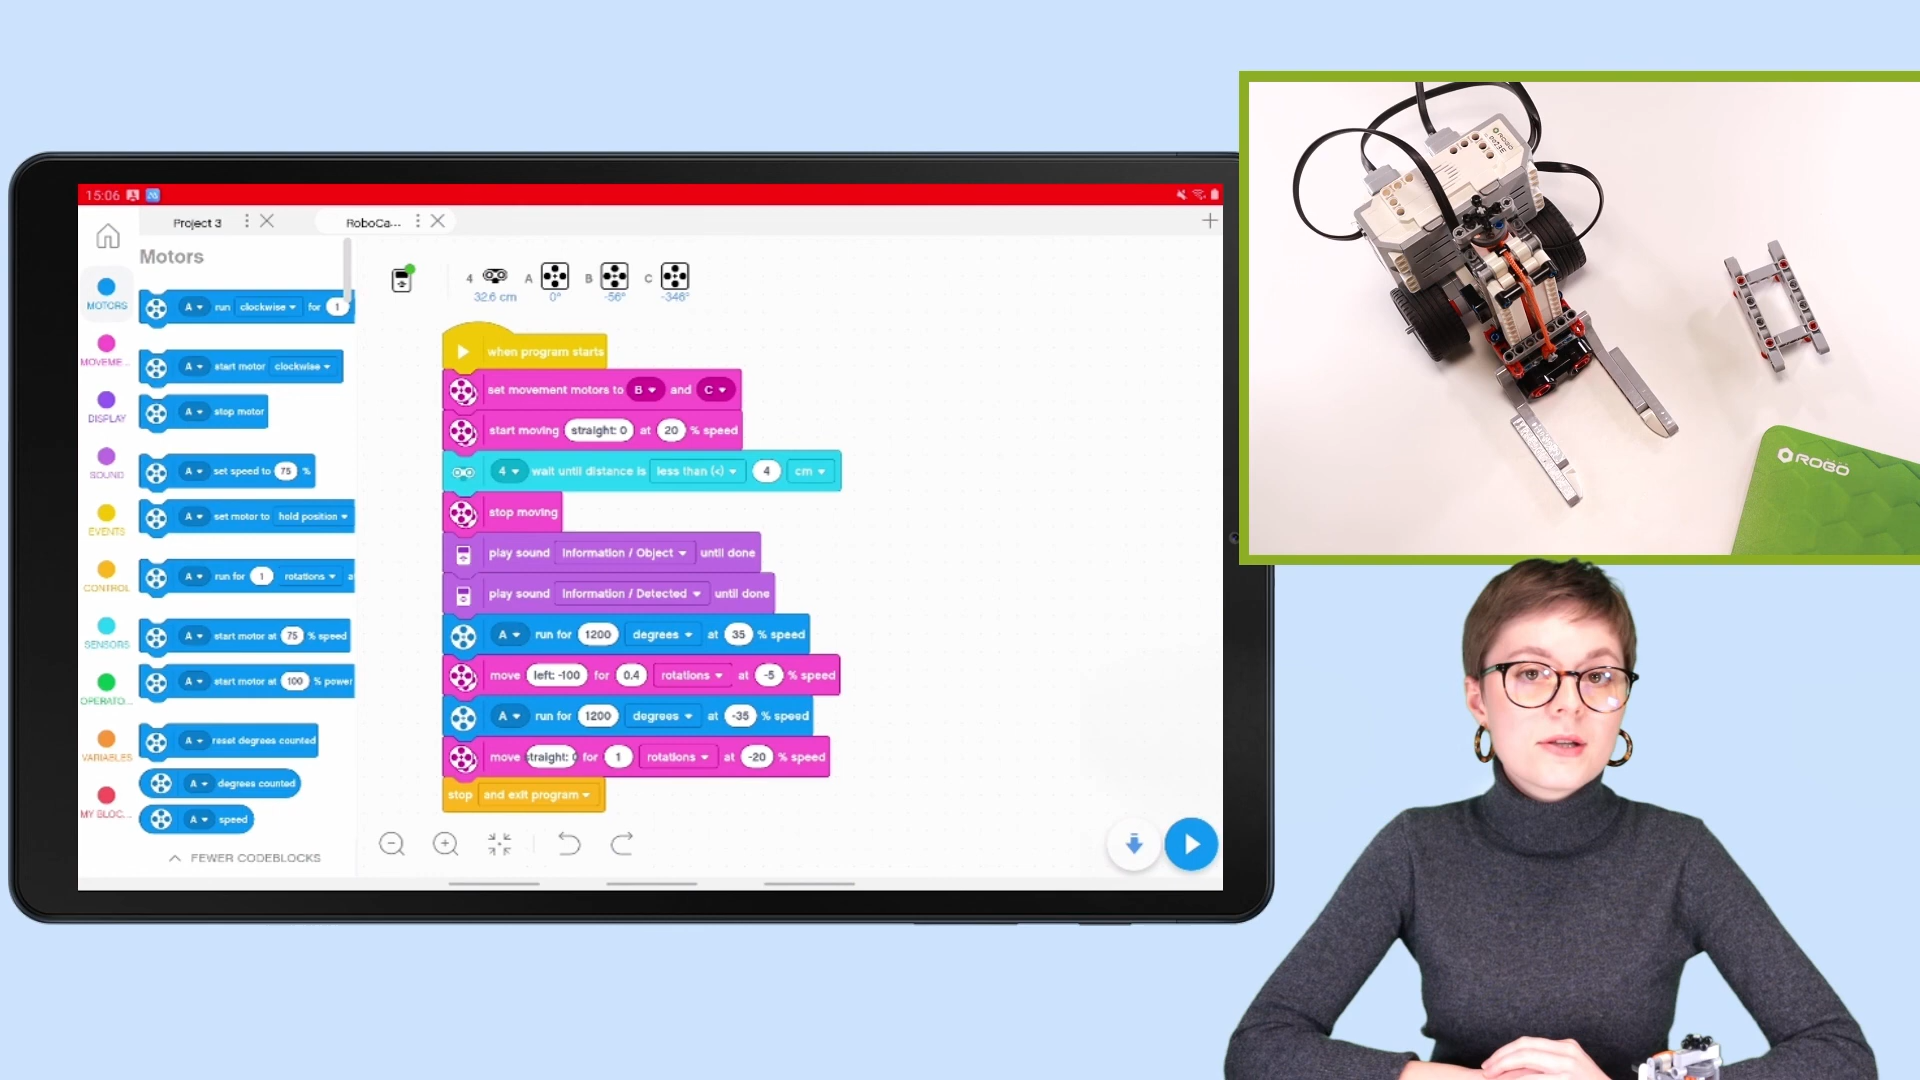 15:06
Project 3
RoboCa...
Motors
MOTORS
MOVEME...
DISPLAY
SOUND
EVENTS
CONTROL
SENSORS
OPERATO...
VARIABLES
MY BLOC...
A run clockwise for 1
A start motor clockwise
A stop motor
A set speed to 75 %
A set motor to hold position
A run for 1 rotations a
A start motor at 75 % speed
A start motor at 100 % power
A reset degrees counted
A degrees counted
A speed
FEWER CODEBLOCKS
4 A B C
32.6 cm 0° -56° -346°
when program starts
set movement motors to B and C
start moving straight: 0 at 20 % speed
4 wait until distance is less than (<) 4 cm
stop moving
play sound Information / Object until done
play sound Information / Detected until done
A run for 1200 degrees at 35 % speed
move left: -100 for 0.4 rotations at -5 % speed
A run for 1200 degrees at -35 % speed
move straight: 0 for 1 rotations at -20 % speed
stop and exit program
ROGO